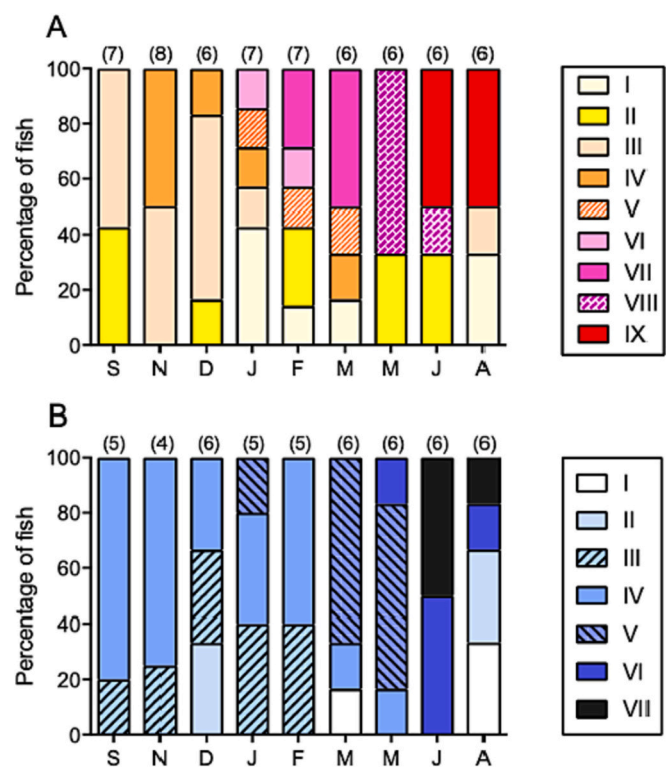 A
(7) (8) (6) (7) (7) (6) (6) (6) (6)
100
80
60
40
20
0
Percentage of fish
S N D J F M M J A
I
II
III
IV
V
VI
VII
VIII
IX
B
(5) (4) (6) (5) (5) (6) (6) (6) (6)
100
80
60
40
20
0
Percentage of fish
S N D J F M M J A
I
II
III
IV
V
VI
VII